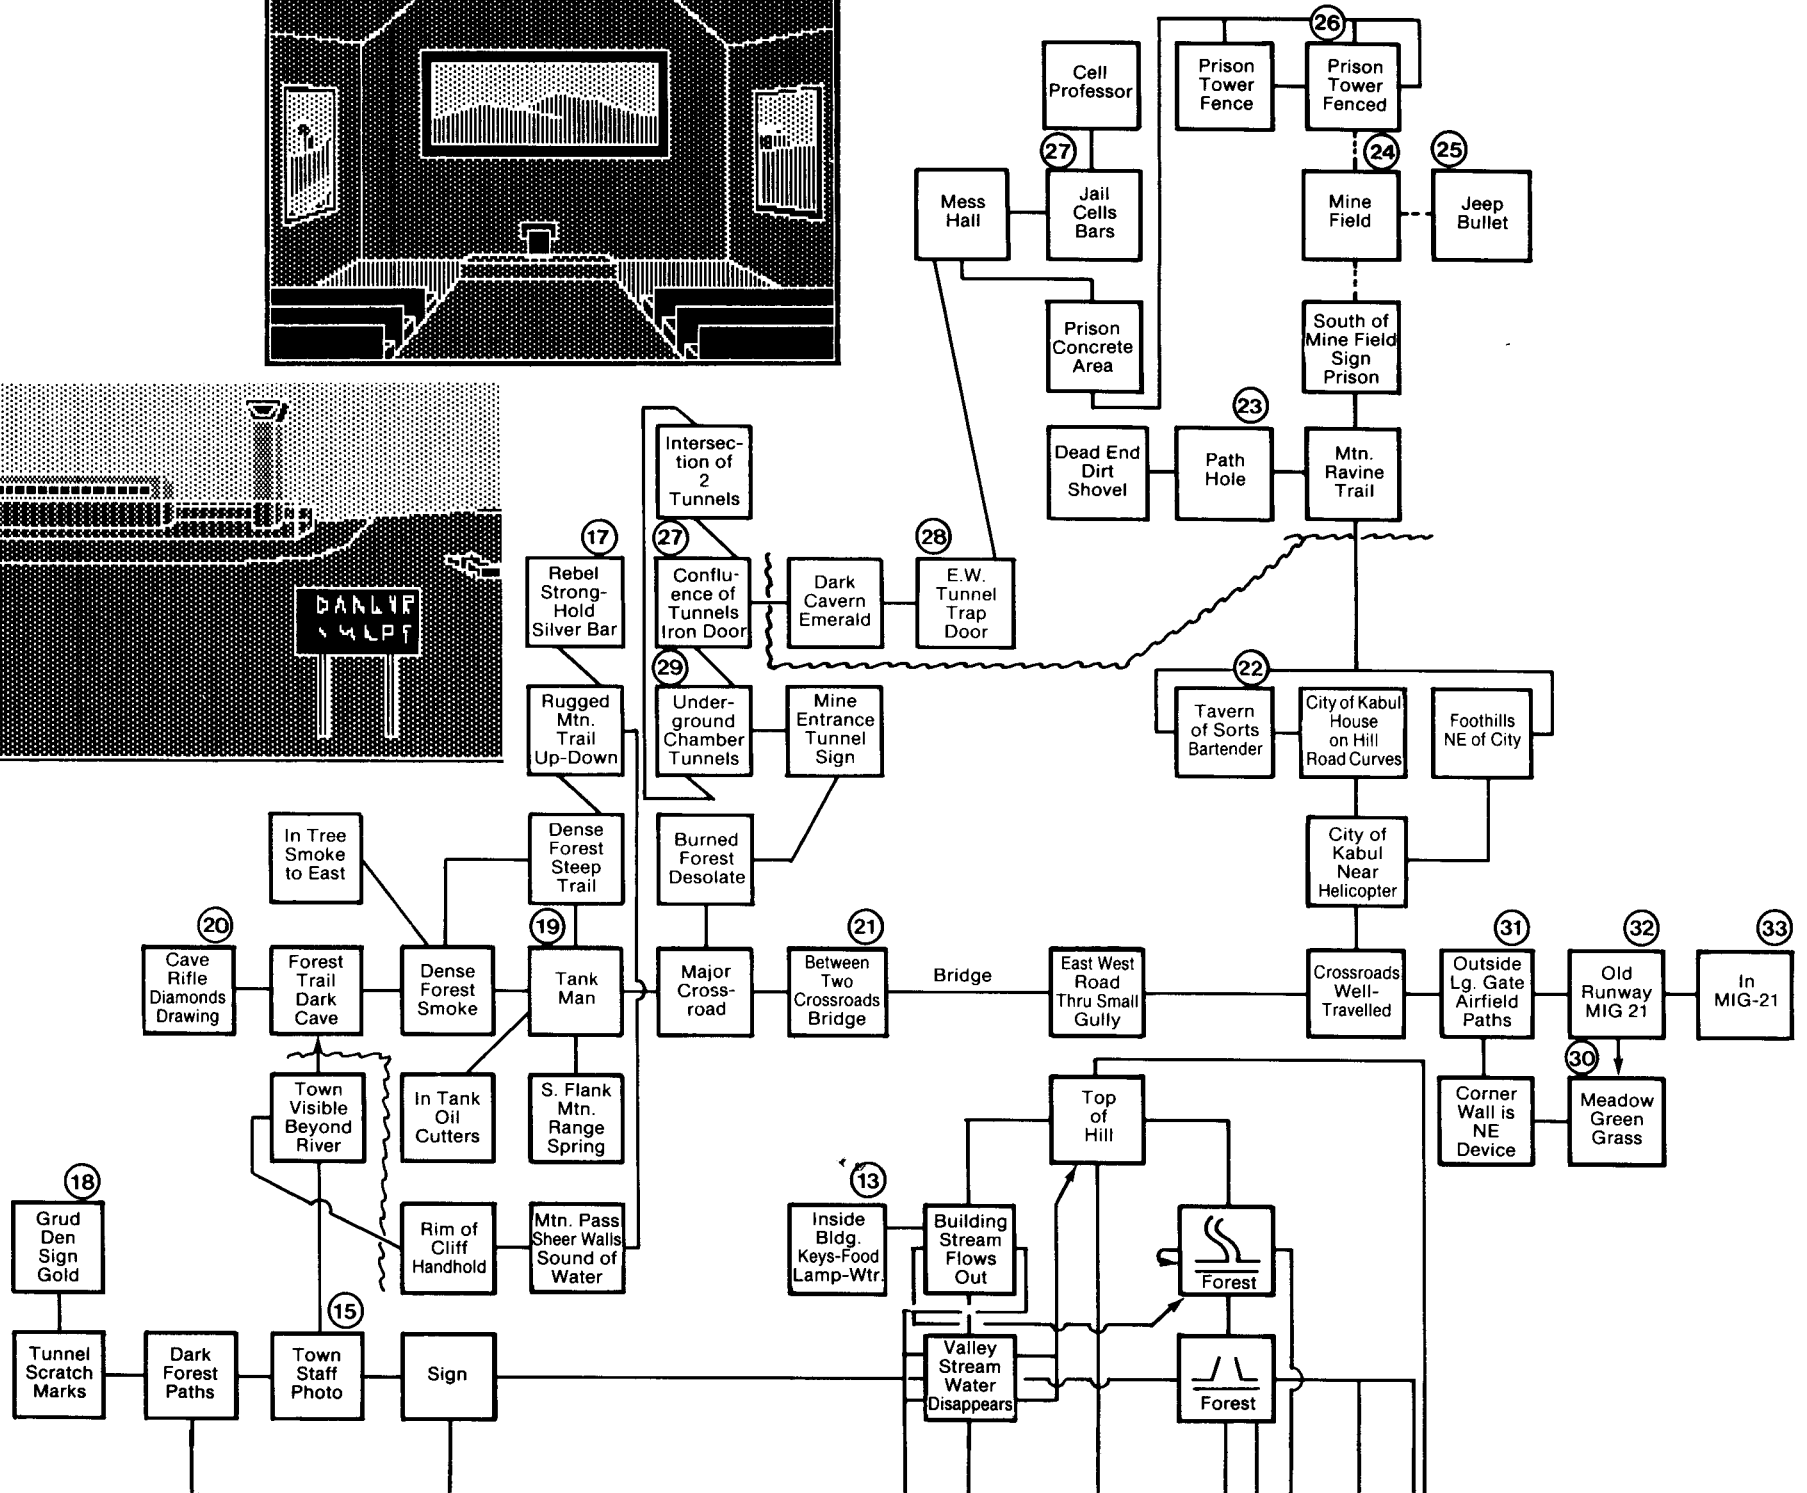 26
Cell
Professor
Prison
Tower
Fence
Prison
Tower
Fenced
27
24
25
Mess
Hall
Jail
Cells
Bars
Mine
Field
Jeep
Bullet
Prison
Concrete
Area
South of
Mine Field
Sign
Prison
23
Intersec-
tion of
2
Tunnels
Dead End
Dirt
Shovel
Path
Hole
Mtn.
Ravine
Trail
17
27
28
Rebel
Strong-
Hold
Silver Bar
Conflu-
ence of
Tunnels
Iron Door
Dark
Cavern
Emerald
E.W.
Tunnel
Trap
Door
29
22
Rugged
Mtn.
Trail
Up-Down
Under-
ground
Chamber
Tunnels
Mine
Entrance
Tunnel
Sign
Tavern
of Sorts
Bartender
City of Kabul
House
on Hill
Road Curves
Foothills
NE of City
In Tree
Smoke
to East
Dense
Forest
Steep
Trail
Burned
Forest
Desolate
City of
Kabul
Near
Helicopter
20
19
21
31
32
33
Cave
Rifle
Diamonds
Drawing
Forest
Trail
Dark
Cave
Dense
Forest
Smoke
Tank
Man
Major
Cross-
road
Between
Two
Crossroads
Bridge
Bridge
East West
Road
Thru Small
Gully
Crossroads
Well-
Travelled
Outside
Lg. Gate
Airfield
Paths
Old
Runway
MIG 21
In
MIG-21
30
Town
Visible
Beyond
River
In Tank
Oil
Cutters
S. Flank
Mtn.
Range
Spring
Top
of
Hill
Corner
Wall is
NE
Device
Meadow
Green
Grass
18
13
Grud
Den
Sign
Gold
Rim of
Cliff
Handhold
Mtn. Pass
Sheer Walls
Sound of
Water
Inside
Bldg.
Keys-Food
Lamp-Wtr.
Building
Stream
Flows
Out
Forest
15
Tunnel
Scratch
Marks
Dark
Forest
Paths
Town
Staff
Photo
Sign
Valley
Stream
Water
Disappears
Forest